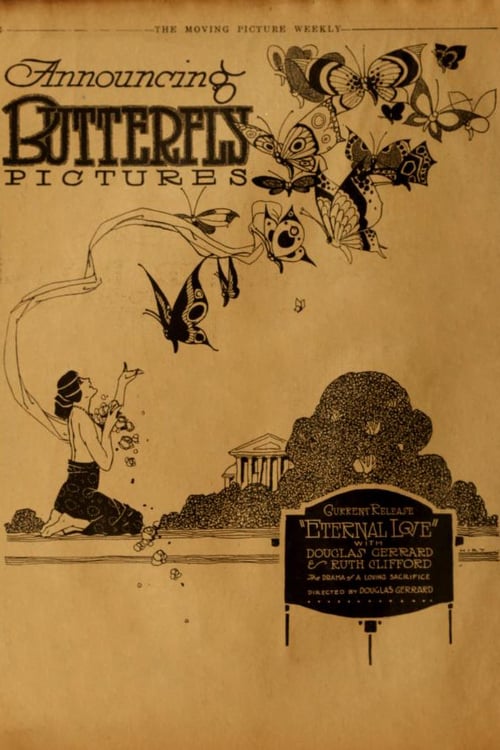 THE MOVING PICTURE WEEKLY
Announcing
BUTTERFLY
PICTURES
CURRENT RELEASE
"ETERNAL LOVE"
WITH
DOUGLAS GERRARD
& RUTH CLIFFORD
The DRAMA of A LOVING SACRIFICE
DIRECTED BY DOUGLAS GERRARD